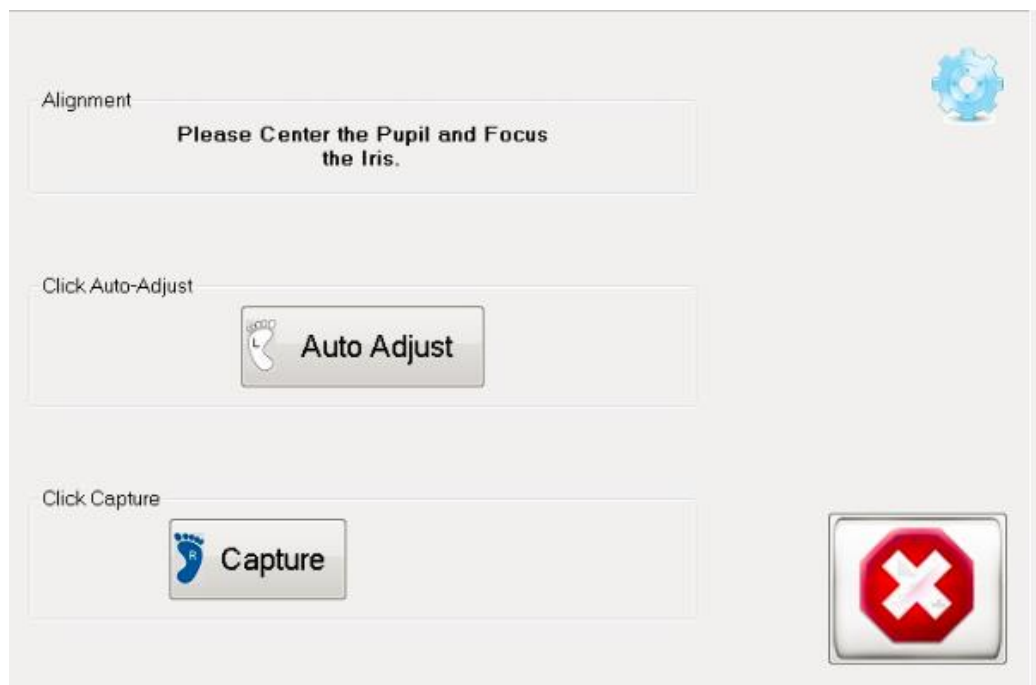 Alignment
Please Center the Pupil and Focus
the Iris.
Click Auto-Adjust
L
Auto Adjust
Click Capture
R
Capture